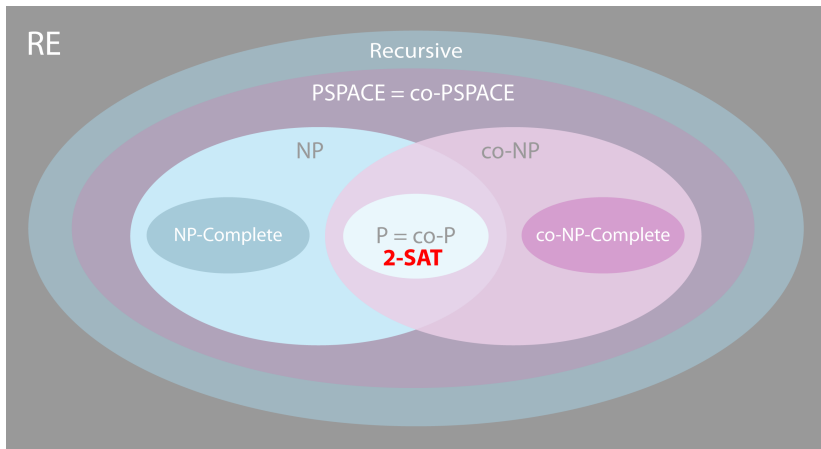 RE
Recursive
PSPACE = co-PSPACE
NP
co-NP
NP-Complete
P = co-P
2-SAT
co-NP-Complete